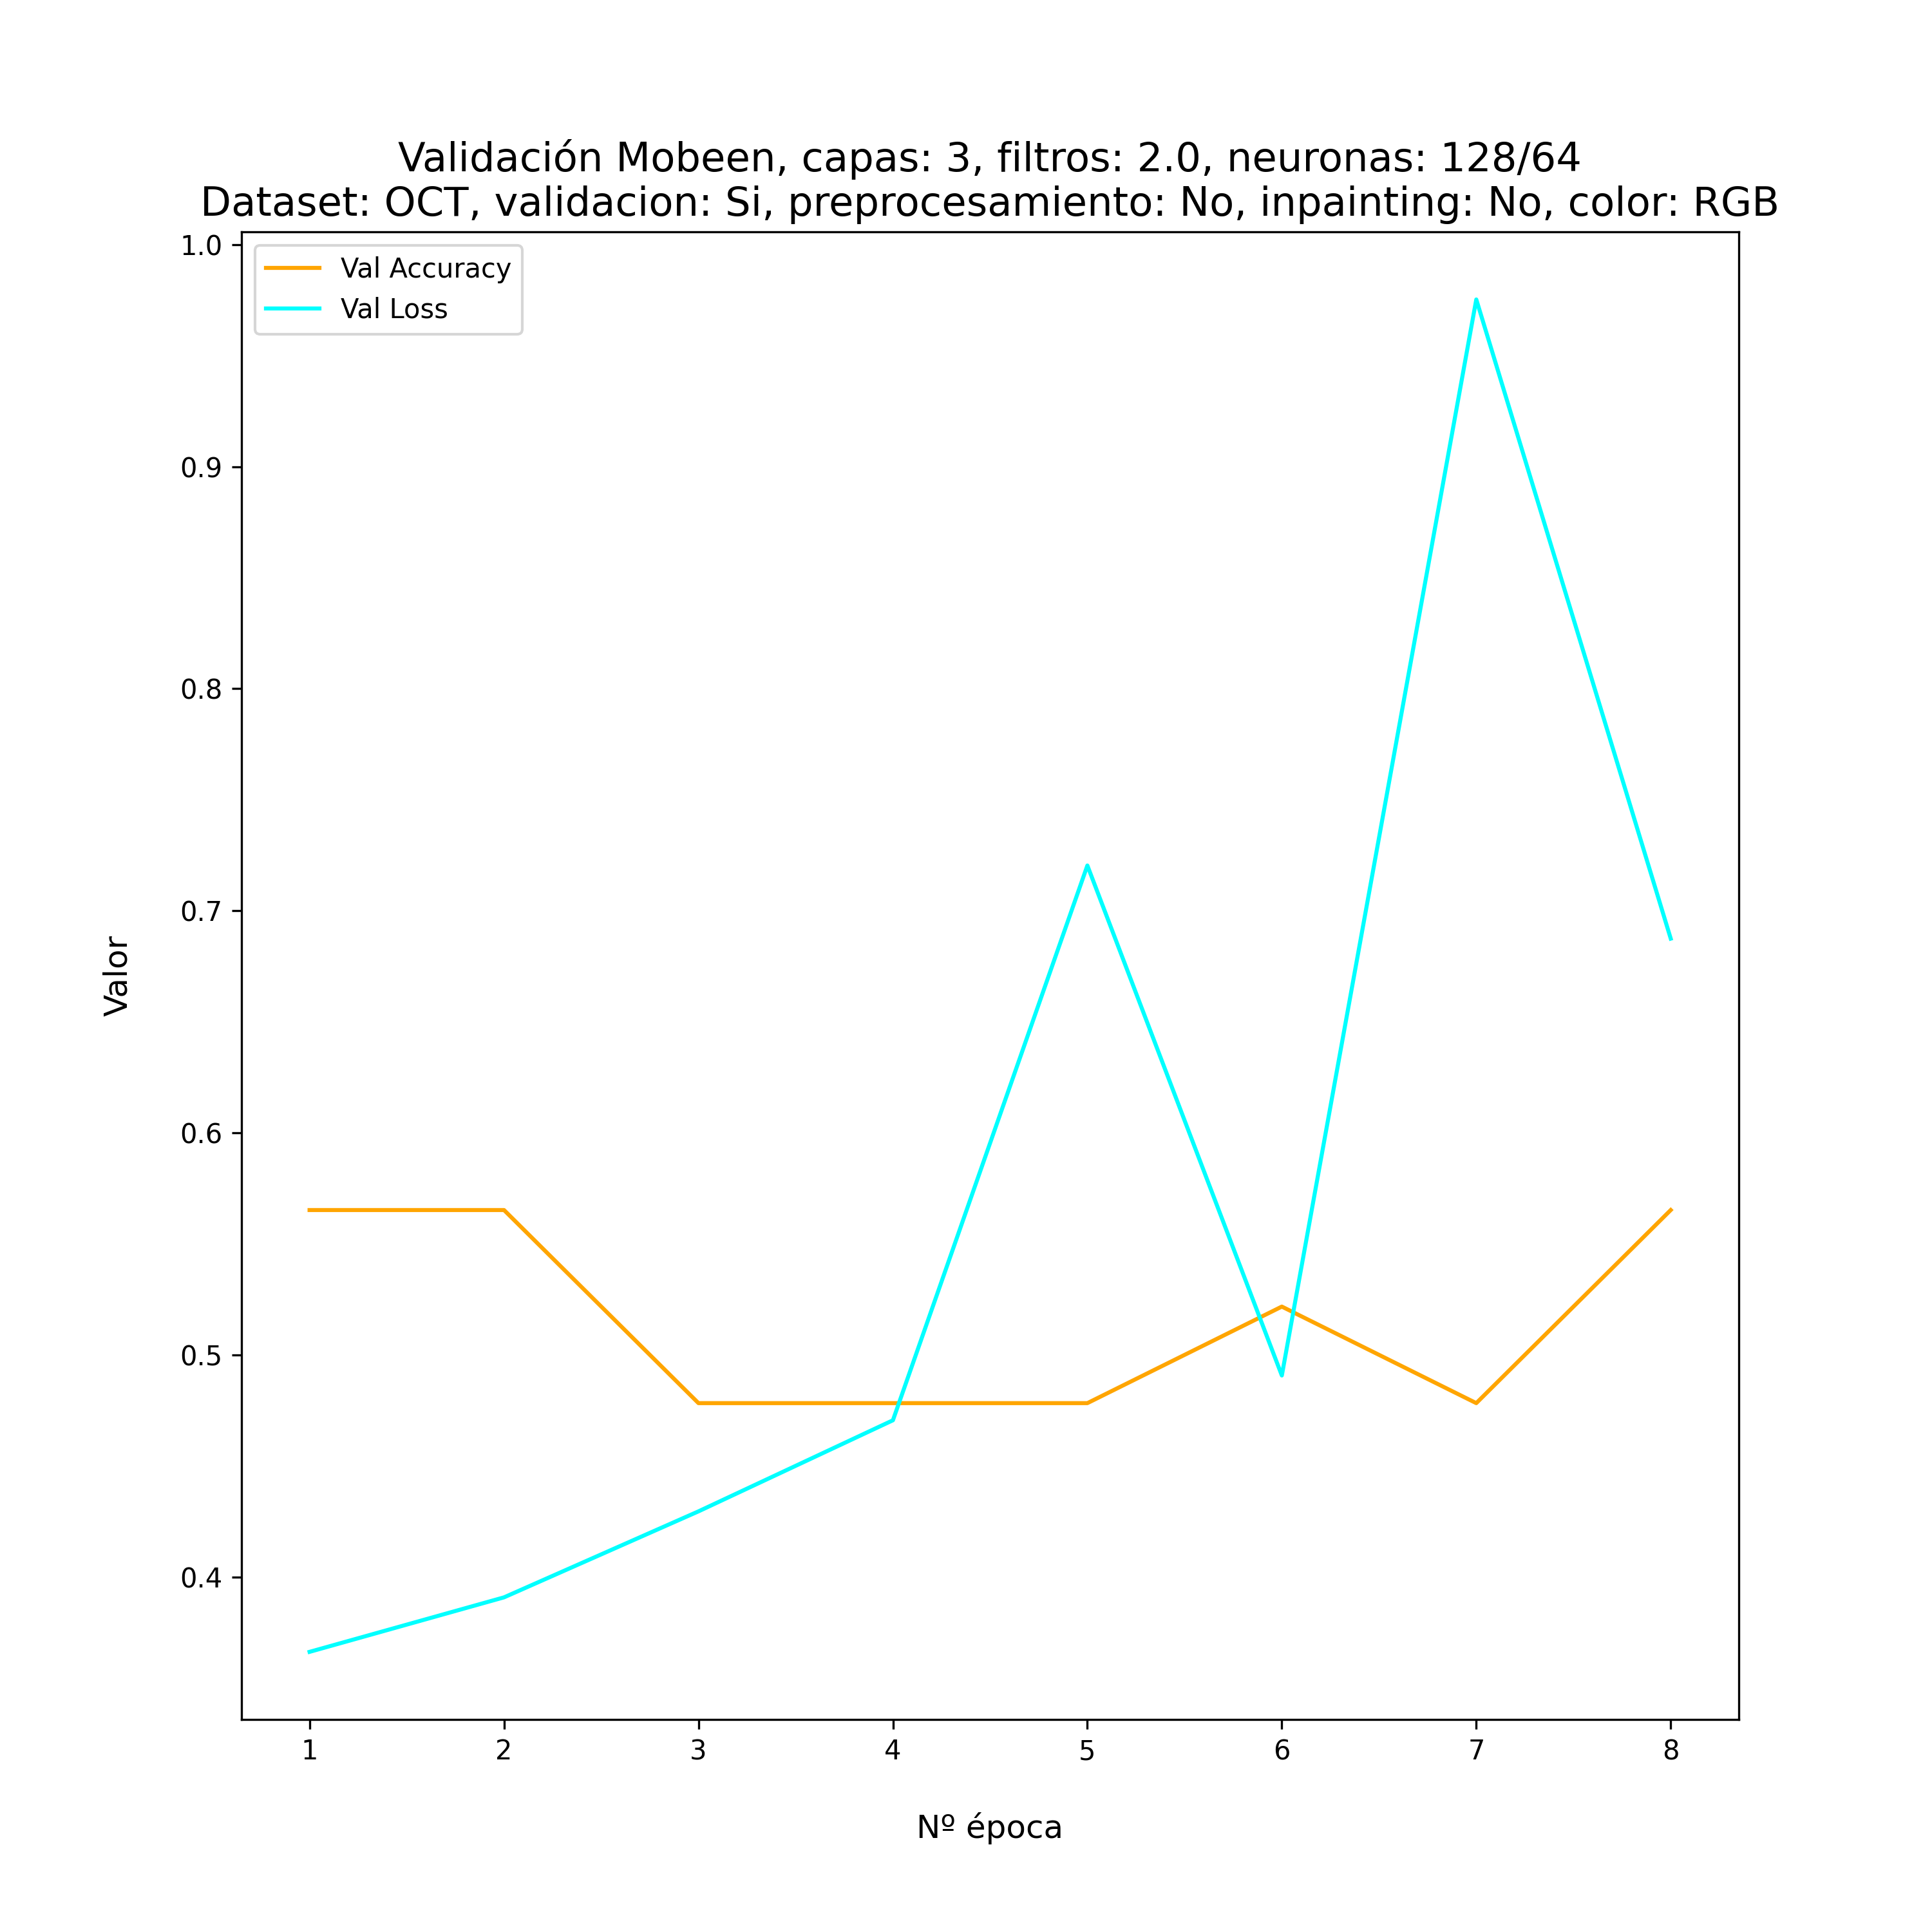 Validación Mobeen, capas: 3, filtros: 2.0, neuronas: 128/64
Dataset: OCT, validacion: Si, preprocesamiento: No, inpainting: No, color: RGB
Val Accuracy
Val Loss
Valor
1.0
0.9
0.8
0.7
0.6
0.5
0.4
1 2 3 4 5 6 7 8
Nº época